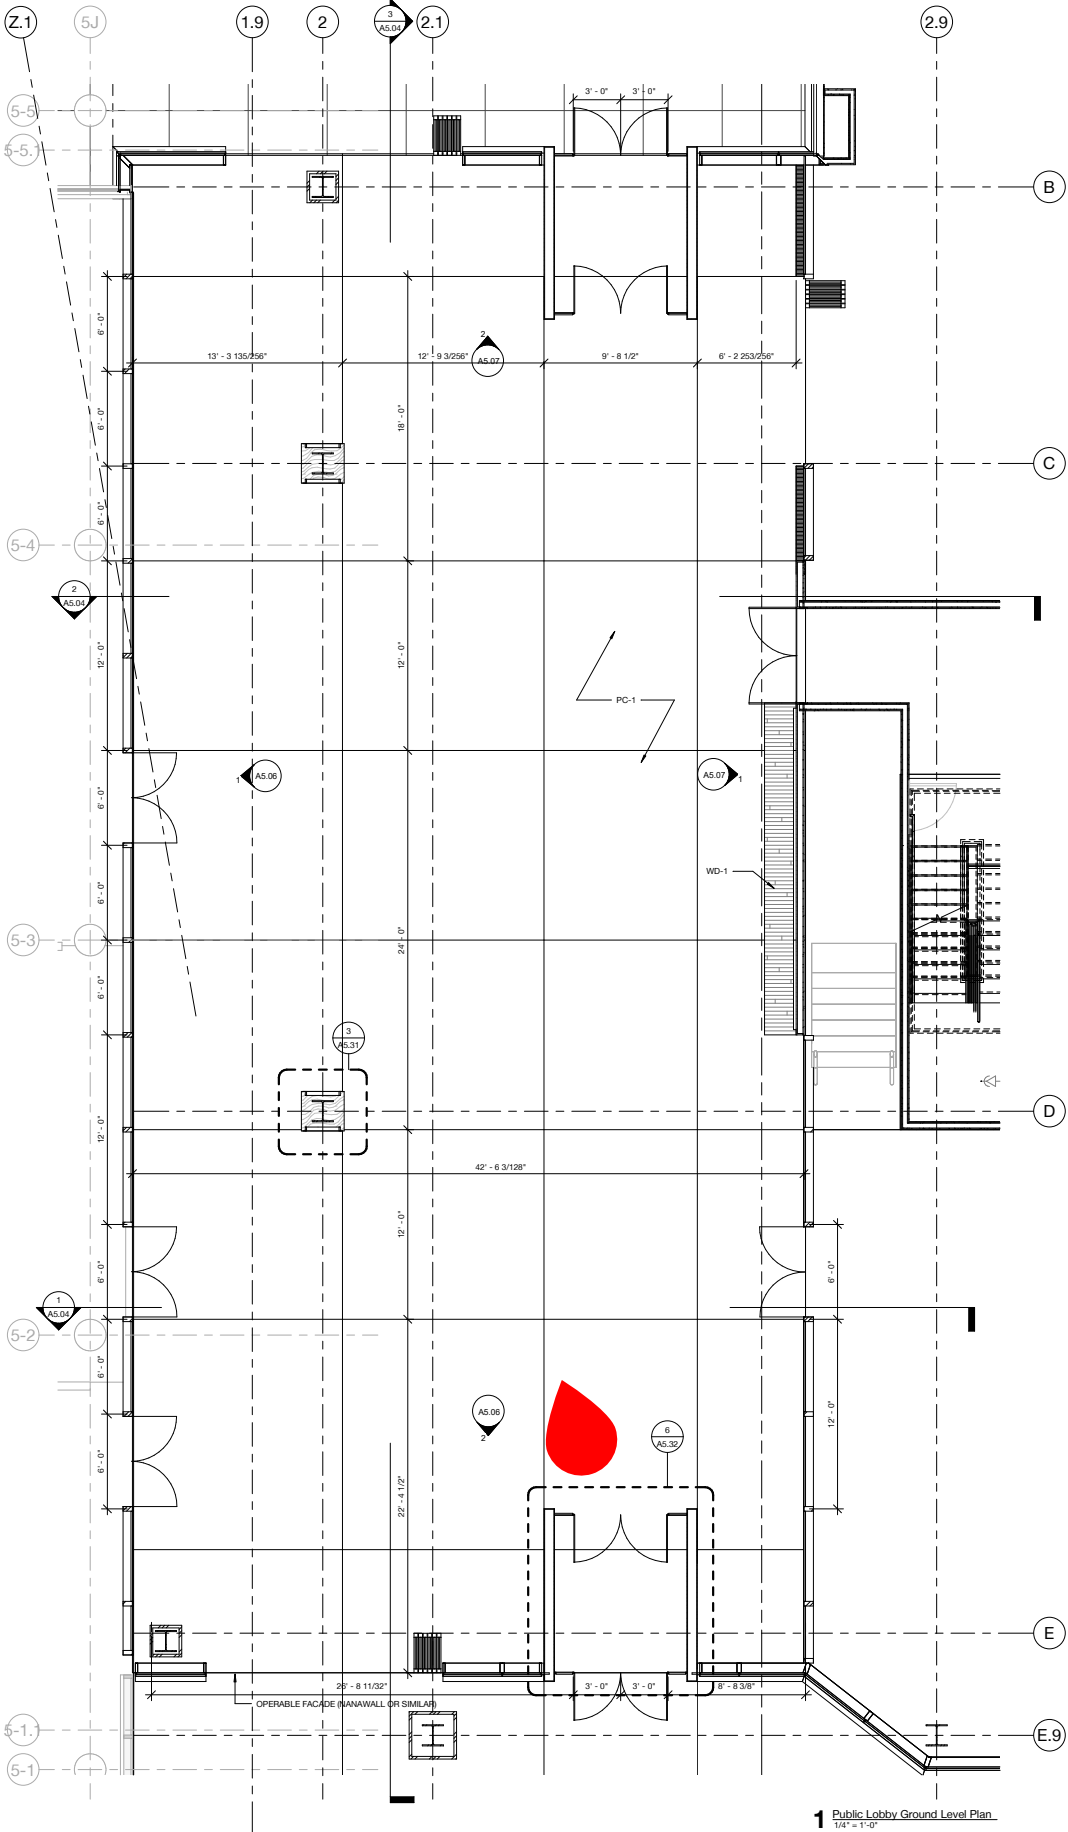 Z.1
5J
1.9
2
3
A5.04
2.1
2.9
3' - 0"
3' - 0"
5-5
5-5.1
B
6' - 0"
2
A5.07
13' - 3 135/256"
12' - 9 3/256"
9' - 8 1/2"
6' - 2 253/256"
6' - 0"
18' - 0"
C
6' - 0"
5-4
2
A5.04
12' - 0"
12' - 0"
PC-1
1
A5.06
A5.07
1
6' - 0"
WD-1
6' - 0"
5-3
24' - 0"
6' - 0"
3
A5.31
D
12' - 0"
42' - 6 3/128"
12' - 0"
6' - 0"
6' - 0"
1
A5.04
5-2
6' - 0"
A5.06
2
12' - 0"
6
A5.32
6' - 0"
22' - 4 1/2"
E
26' - 8 11/32"
3' - 0"
3' - 0"
8' - 8 3/8"
OPERABLE FACADE (NANAWALL OR SIMILAR)
5-1.1
E.9
5-1
1 Public Lobby Ground Level Plan
1/4" = 1'-0"